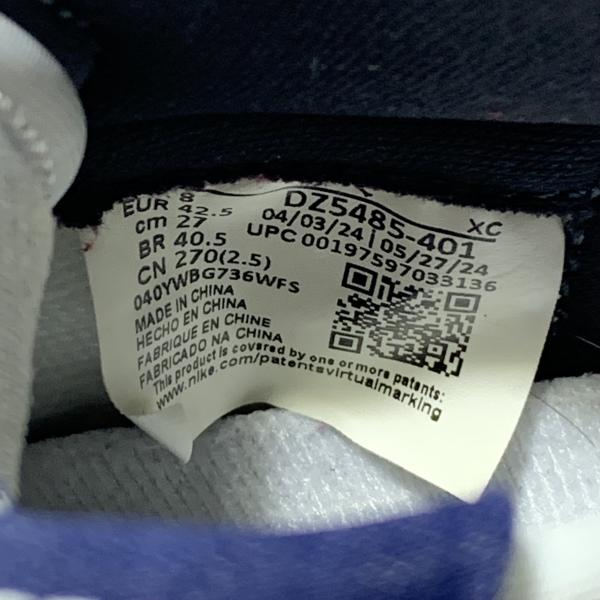 8
EUR 42.5
cm 27
BR 40.5
CN 270(2.5)
040YWBG736WFS
MADE IN CHINA
HECHO EN CHINA
FABRIQUE EN CHINE
FABRICADO NA CHINA
This product is covered by one or more patents:
www.nike.com/patentsvirtualmarking
DZ5485-401
XC
04/03/24|05/27/24
UPC 00197597033136